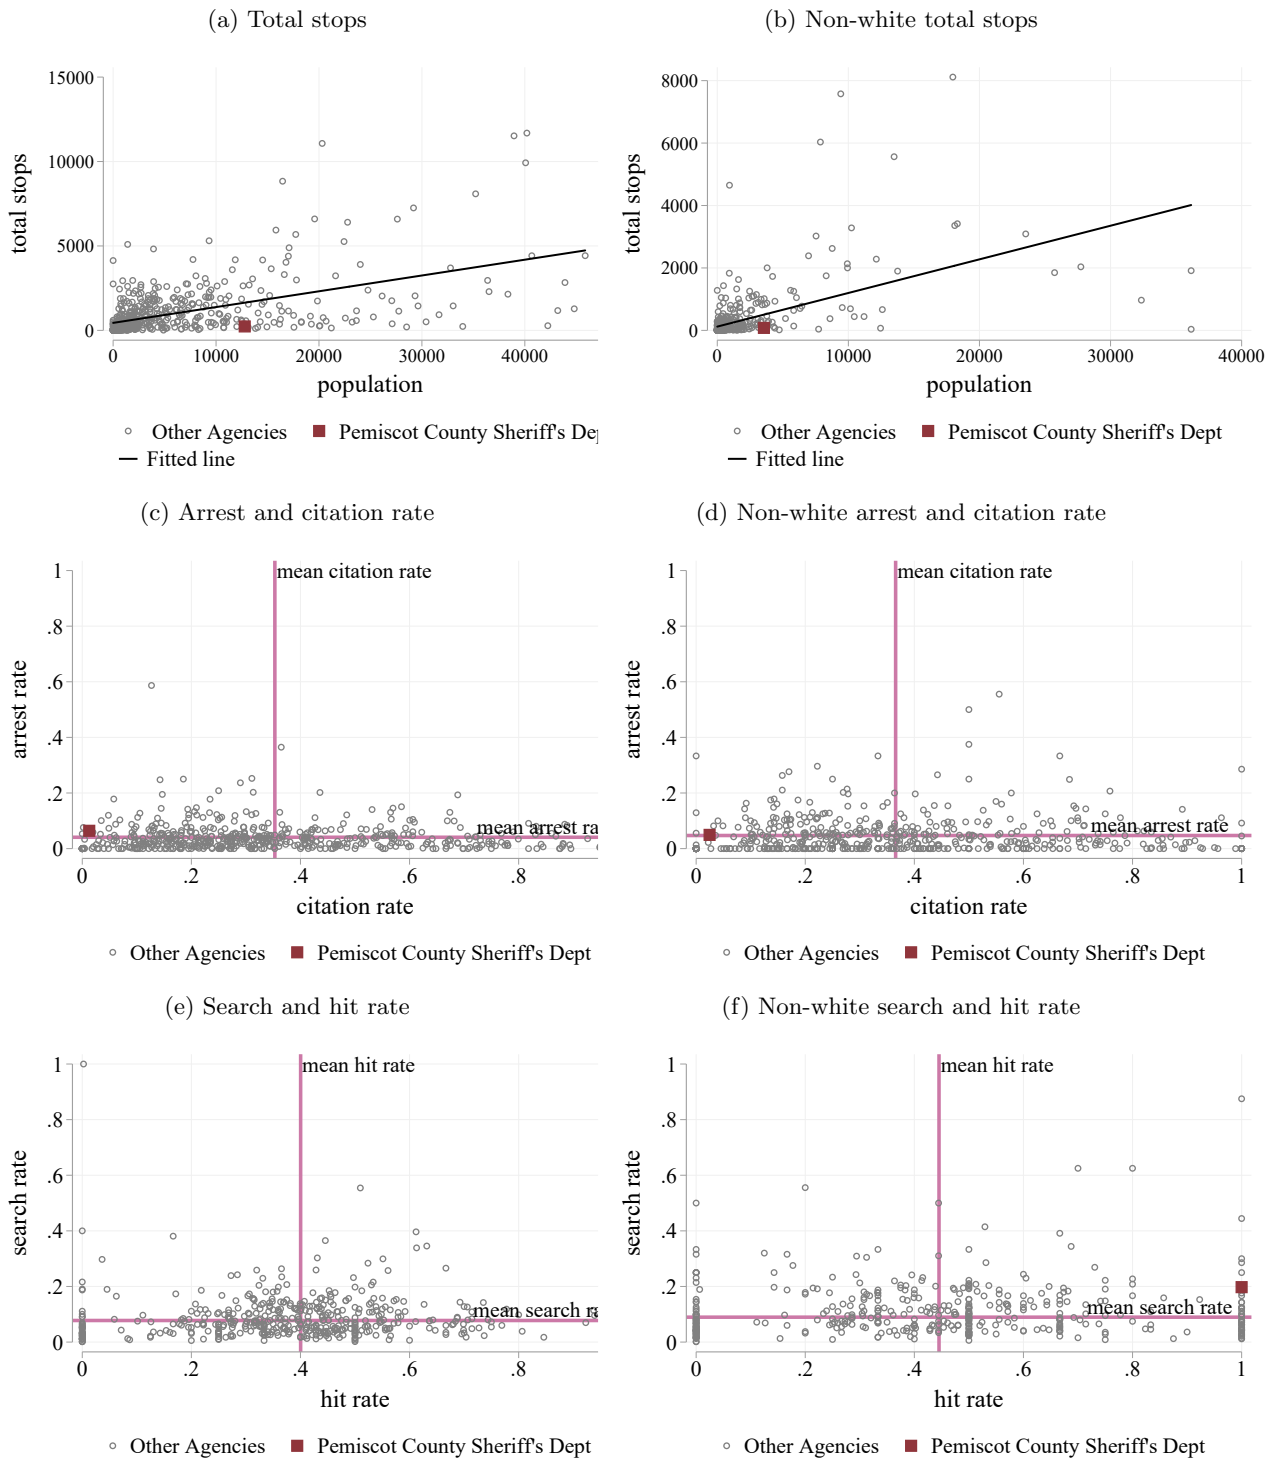 (a) Total stops
total stops
15000
10000
5000
0
0 10000 20000 30000 40000
population
Other Agencies Pemiscot County Sheriff's De
Fitted line
(b) Non-white total stops
total stops
8000
6000
4000
2000
0
0 10000 20000 30000 40000
population
Other Agencies Pemiscot County Sheriff's Dept
Fitted line
(c) Arrest and citation rate
arrest rate
1
.8
.6
.4
.2
0
mean citation rate
mean arrest ra
0 .2 .4 .6 .8
citation rate
Other Agencies Pemiscot County Sheriff's Dept
(d) Non-white arrest and citation rate
arrest rate
1
.8
.6
.4
.2
0
mean citation rate
mean arrest rate
0 .2 .4 .6 .8 1
citation rate
Other Agencies Pemiscot County Sheriff's Dept
(e) Search and hit rate
search rate
1
.8
.6
.4
.2
0
mean hit rate
mean search ra
0 .2 .4 .6 .8
hit rate
Other Agencies Pemiscot County Sheriff's Dept
(f) Non-white search and hit rate
search rate
1
.8
.6
.4
.2
0
mean hit rate
mean search rate
0 .2 .4 .6 .8 1
hit rate
Other Agencies Pemiscot County Sheriff's Dept